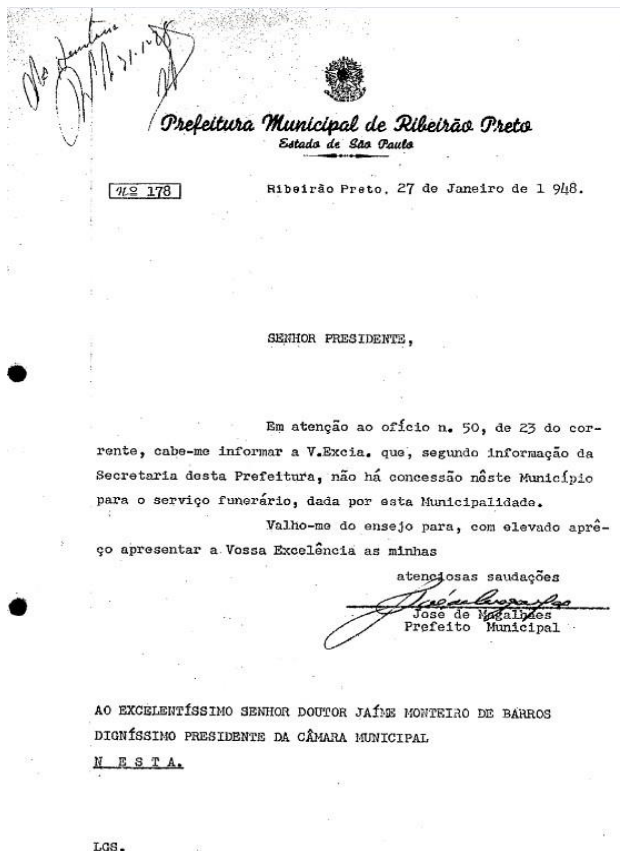 31.1.48
Prefeitura Municipal de Ribeirão Preto
Estado de São Paulo
Nº 178
Ribeirão Preto, 27 de Janeiro de 1 948.
SENHOR PRESIDENTE,
Em atenção ao ofício n. 50, de 23 do cor-
rente, cabe-me informar a V.Excia. que, segundo informação da
Secretaria desta Prefeitura, não há concessão nêste Município
para o serviço funerário, dada por esta Municipalidade.
Valho-me do ensejo para, com elevado aprê-
ço apresentar a Vossa Excelência as minhas
atenciosas saudações
José de Magalhães
Prefeito Municipal
AO EXCELENTÍSSIMO SENHOR DOUTOR JAÍME MONTEIRO DE BARROS
DIGNÍSSIMO PRESIDENTE DA CÂMARA MUNICIPAL
N E S T A.
LGS.